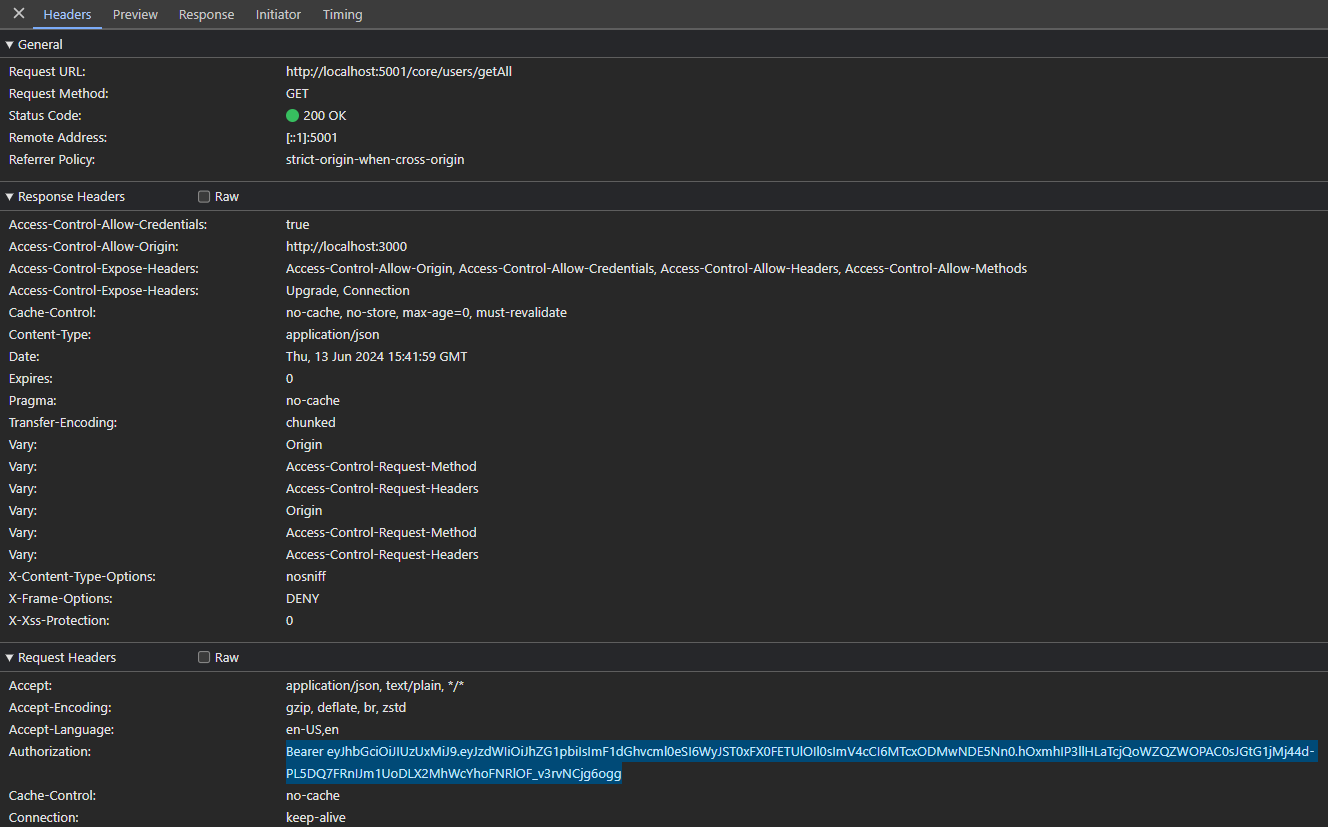 Headers Preview Response Initiator Timing
General
Request URL: http://localhost:5001/core/users/getAll
Request Method: GET
Status Code: 200 OK
Remote Address: [::1]:5001
Referrer Policy: strict-origin-when-cross-origin
Response Headers Raw
Access-Control-Allow-Credentials: true
Access-Control-Allow-Origin: http://localhost:3000
Access-Control-Expose-Headers: Access-Control-Allow-Origin, Access-Control-Allow-Credentials, Access-Control-Allow-Headers, Access-Control-Allow-Methods
Access-Control-Expose-Headers: Upgrade, Connection
Cache-Control: no-cache, no-store, max-age=0, must-revalidate
Content-Type: application/json
Date: Thu, 13 Jun 2024 15:41:59 GMT
Expires: 0
Pragma: no-cache
Transfer-Encoding: chunked
Vary: Origin
Vary: Access-Control-Request-Method
Vary: Access-Control-Request-Headers
Vary: Origin
Vary: Access-Control-Request-Method
Vary: Access-Control-Request-Headers
X-Content-Type-Options: nosniff
X-Frame-Options: DENY
X-Xss-Protection: 0
Request Headers Raw
Accept: application/json, text/plain, */*
Accept-Encoding: gzip, deflate, br, zstd
Accept-Language: en-US,en
Authorization: Bearer eyJhbGciOiJIUzUxMiJ9.eyJzdWIiOiJhZG1pbiIsImF1dGhvcml0eSI6WyJST0xFX0FETUlOIl0sImV4cCI6MTcxODMwNDE5Nn0.hOxmhIP3llHLaTcjQoWZQZWOPAC0sJGtG1jMj44d-
PL5DQ7FRnIJm1UoDLX2MhWcYhoFNRlOF_v3rvNCjg6ogg
Cache-Control: no-cache
Connection: keep-alive